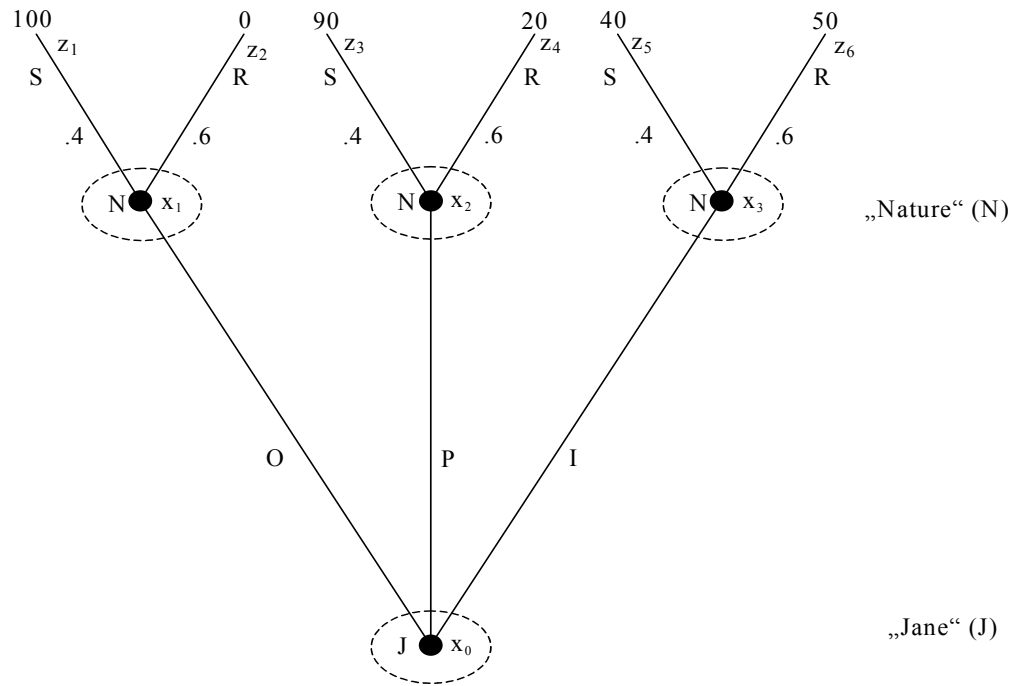 100 0 90 20 40 50
z₁ z₂ z₃ z₄ z₅ z₆
S R S R S R
.4 .6 .4 .6 .4 .6
N x₁ N x₂ N x₃ „Nature“ (N)
O P I
„Jane“ (J)
J x₀